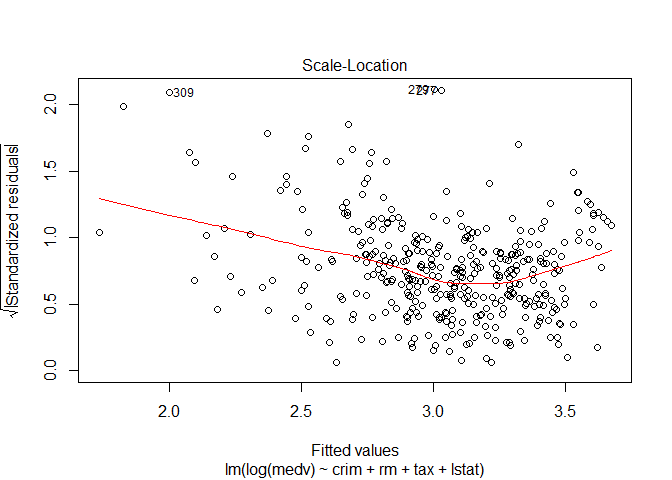 Scale-Location
√|Standardized residuals|
2.0
1.5
1.0
0.5
0.0
309
277
2.0
2.5
3.0
3.5
Fitted values
lm(log(medv) ~ crim + rm + tax + lstat)